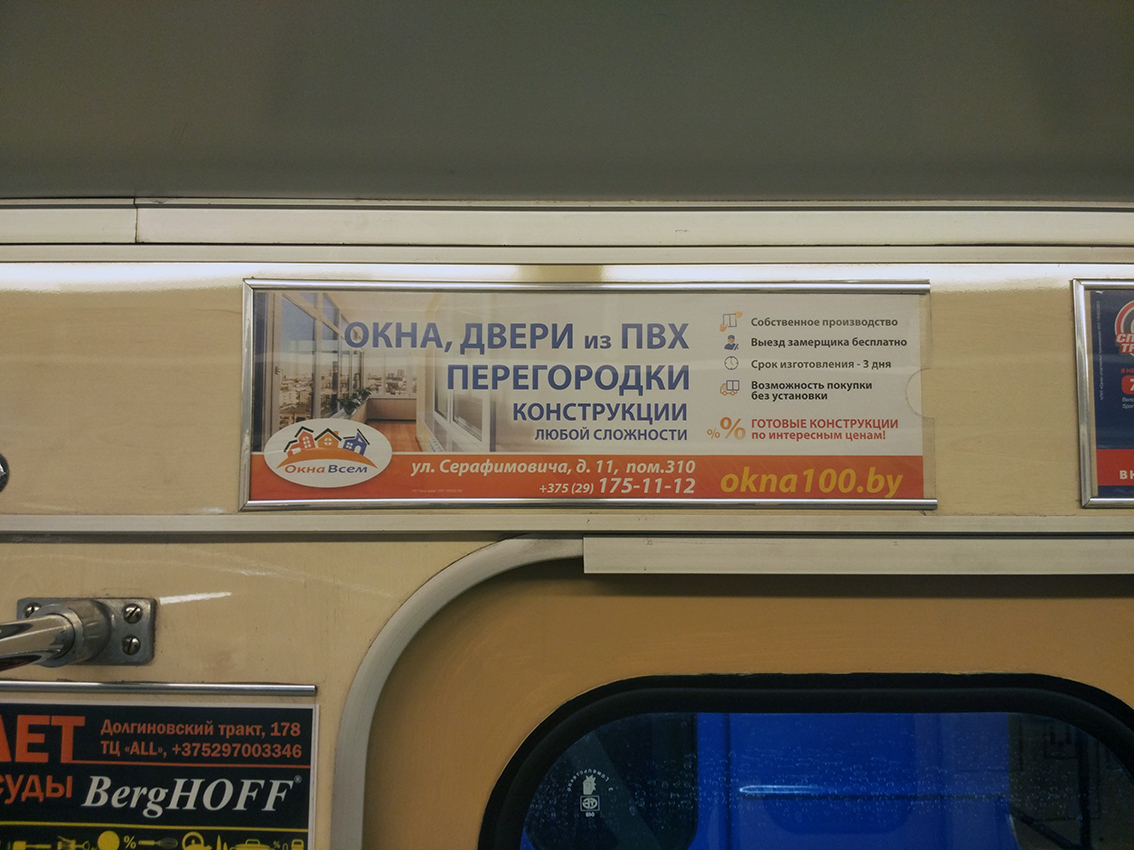 ОКНА, ДВЕРИ из ПВХ
ПЕРЕГОРОДКИ
КОНСТРУКЦИИ
ЛЮБОЙ СЛОЖНОСТИ
Собственное производство
Выезд замерщика бесплатно
Срок изготовления - 3 дня
Возможность покупки
без установки
%% ГОТОВЫЕ КОНСТРУКЦИИ
по интересным ценам!
Окна Всем
ул. Серафимовича, д. 11, пом.310
+375 (29) 175-11-12
okna100.by
АЕТ
Долгиновский тракт, 178
ТЦ «ALL», +375297003346
СУДЫ BergHOFF®
%